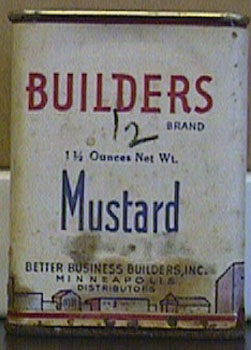 BUILDERS
12
BRAND
1½ Ounces Net Wt.
Mustard
BETTER BUSINESS BUILDERS, INC.
MINNEAPOLIS
DISTRIBUTORS